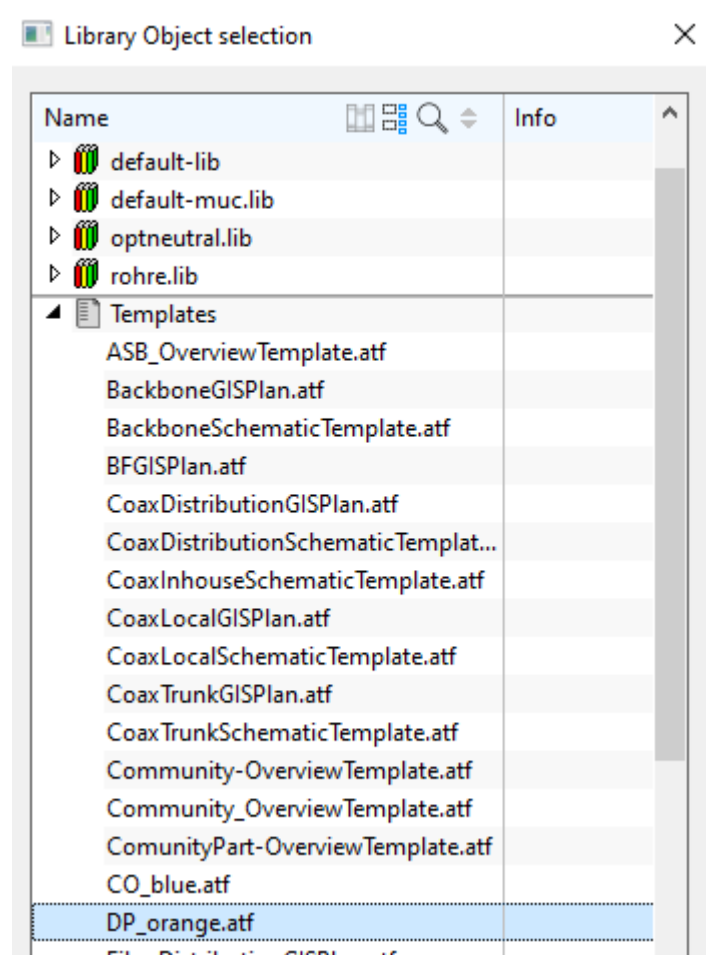 Library Object selection
Name Info
default-lib
default-muc.lib
optneutral.lib
rohre.lib
Templates
ASB_OverviewTemplate.atf
BackboneGISPlan.atf
BackboneSchematicTemplate.atf
BFGISPlan.atf
CoaxDistributionGISPlan.atf
CoaxDistributionSchematicTemplat...
CoaxInhouseSchematicTemplate.atf
CoaxLocalGISPlan.atf
CoaxLocalSchematicTemplate.atf
CoaxTrunkGISPlan.atf
CoaxTrunkSchematicTemplate.atf
Community-OverviewTemplate.atf
Community_OverviewTemplate.atf
ComunityPart-OverviewTemplate.atf
CO_blue.atf
DP_orange.atf